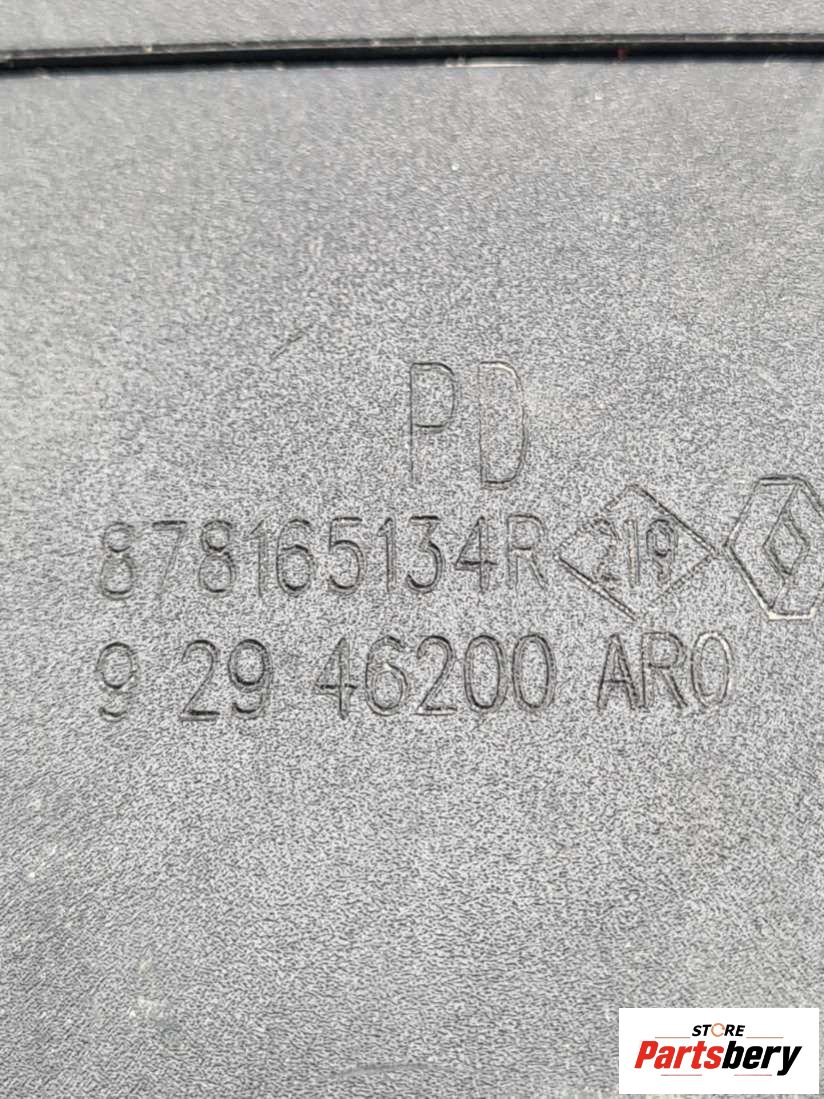 PD
878165134R 219
9 29 46200 AR0
STORE
Partsbery